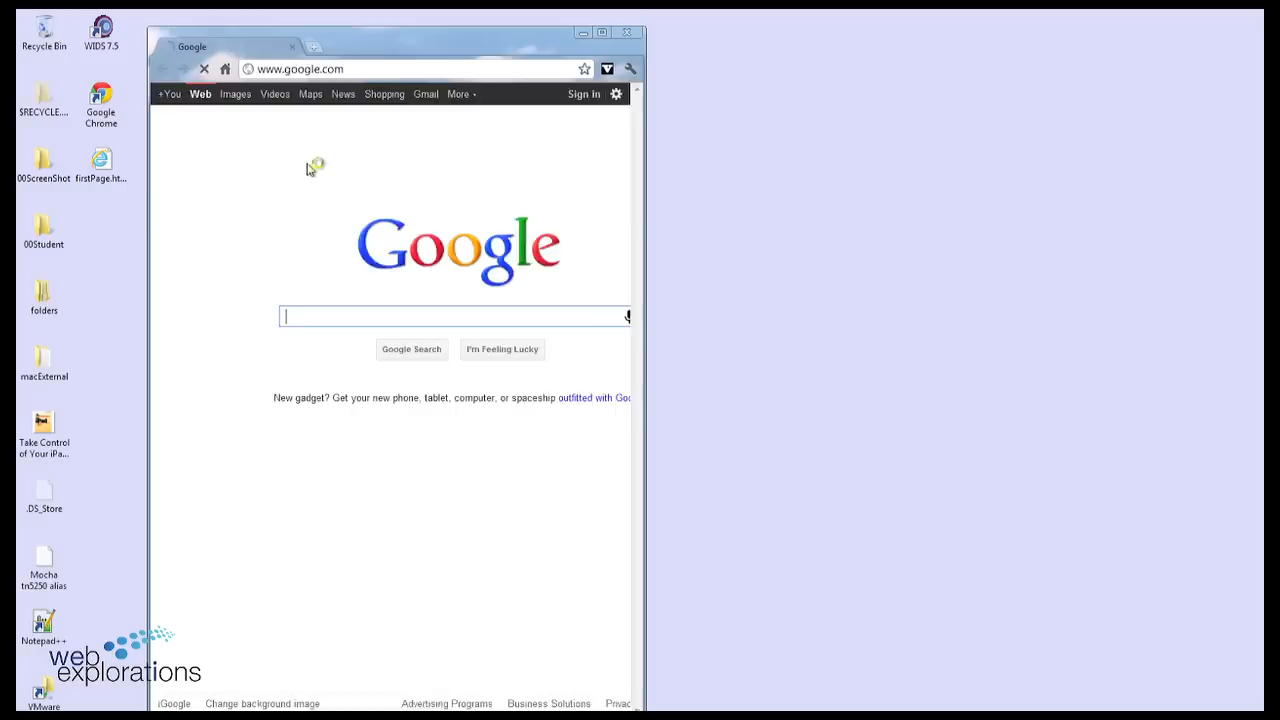 Recycle Bin
WIDS 7.5
$RECYCLE....
Google
Chrome
00ScreenShot
firstPage.ht...
00Student
folders
macExternal
Take Control
of Your iPa...
.DS_Store
Mocha
tn5250 alias
Notepad++
VMware
web
explorations
Google
www.google.com
+You Web Images Videos Maps News Shopping Gmail More Sign in
Google
Google Search I'm Feeling Lucky
New gadget? Get your new phone, tablet, computer, or spaceship outfitted with Goo
iGoogle Change background image Advertising Programs Business Solutions Privac